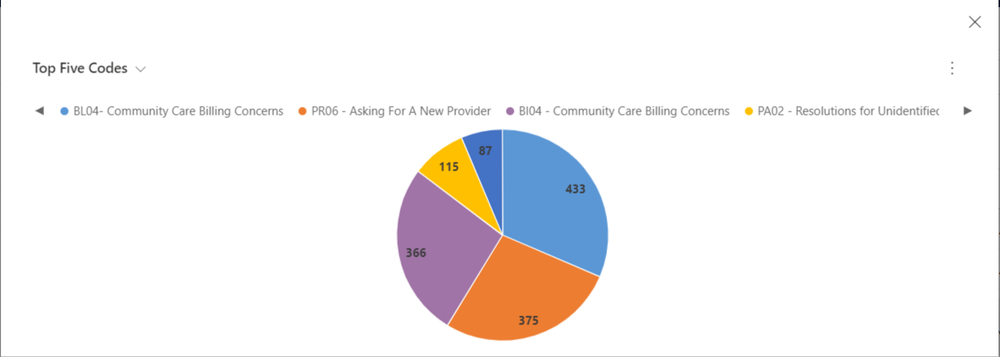 Top Five Codes
BL04- Community Care Billing Concerns PR06 - Asking For A New Provider BI04 - Community Care Billing Concerns PA02 - Resolutions for Unidentified
87
115
433
366
375